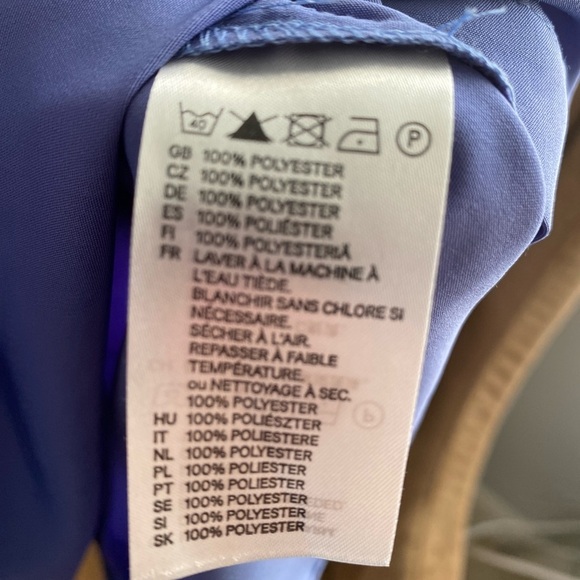 40 P
GB 100% POLYESTER
CZ 100% POLYESTER
DE 100% POLYESTER
ES 100% POLIÉSTER
FI 100% POLYESTERIÄ
FR LAVER À LA MACHINE À
L'EAU TIÈDE.
BLANCHIR SANS CHLORE SI
NÉCESSAIRE.
SÉCHER À L'AIR.
REPASSER À FAIBLE
TEMPÉRATURE.
ou NETTOYAGE À SEC.
100% POLYESTER
HU 100% POLIÉSZTER
IT 100% POLIESTERE
NL 100% POLYESTER
PL 100% POLIESTER
PT 100% POLIESTER
SE 100% POLYESTER
SI 100% POLYESTER
SK 100% POLYESTER